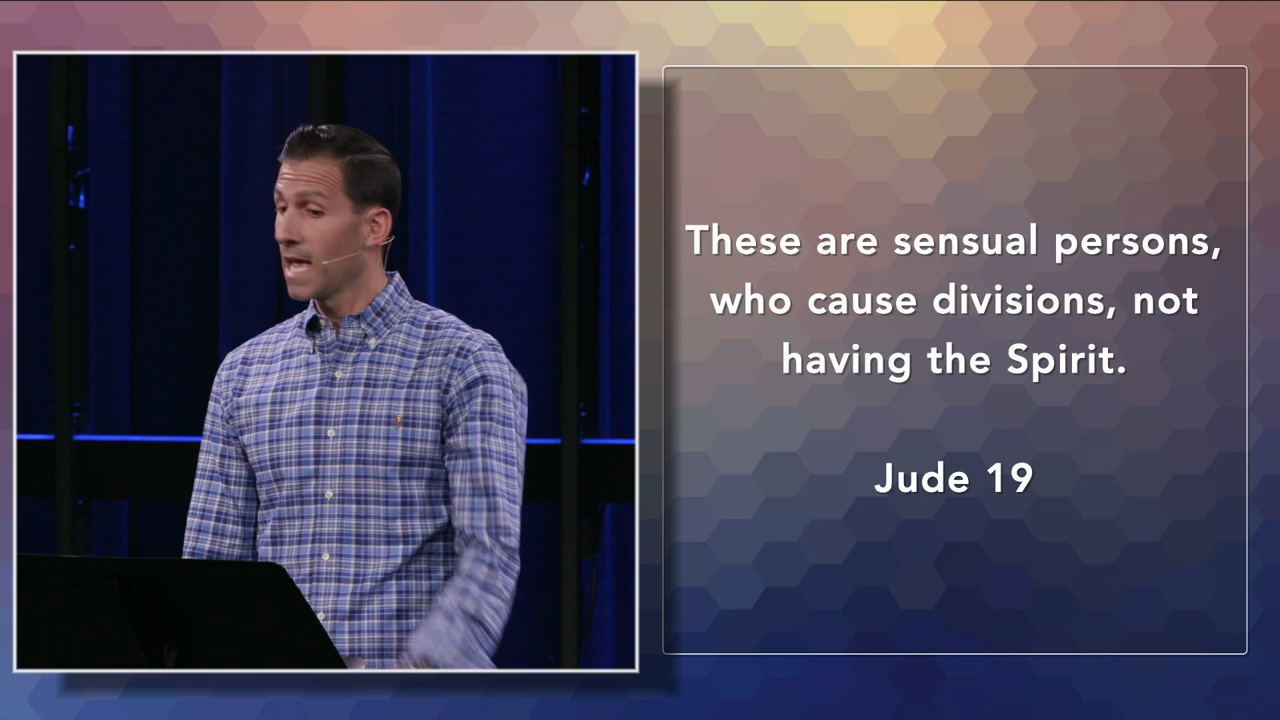 These are sensual persons,
who cause divisions, not
having the Spirit.
Jude 19